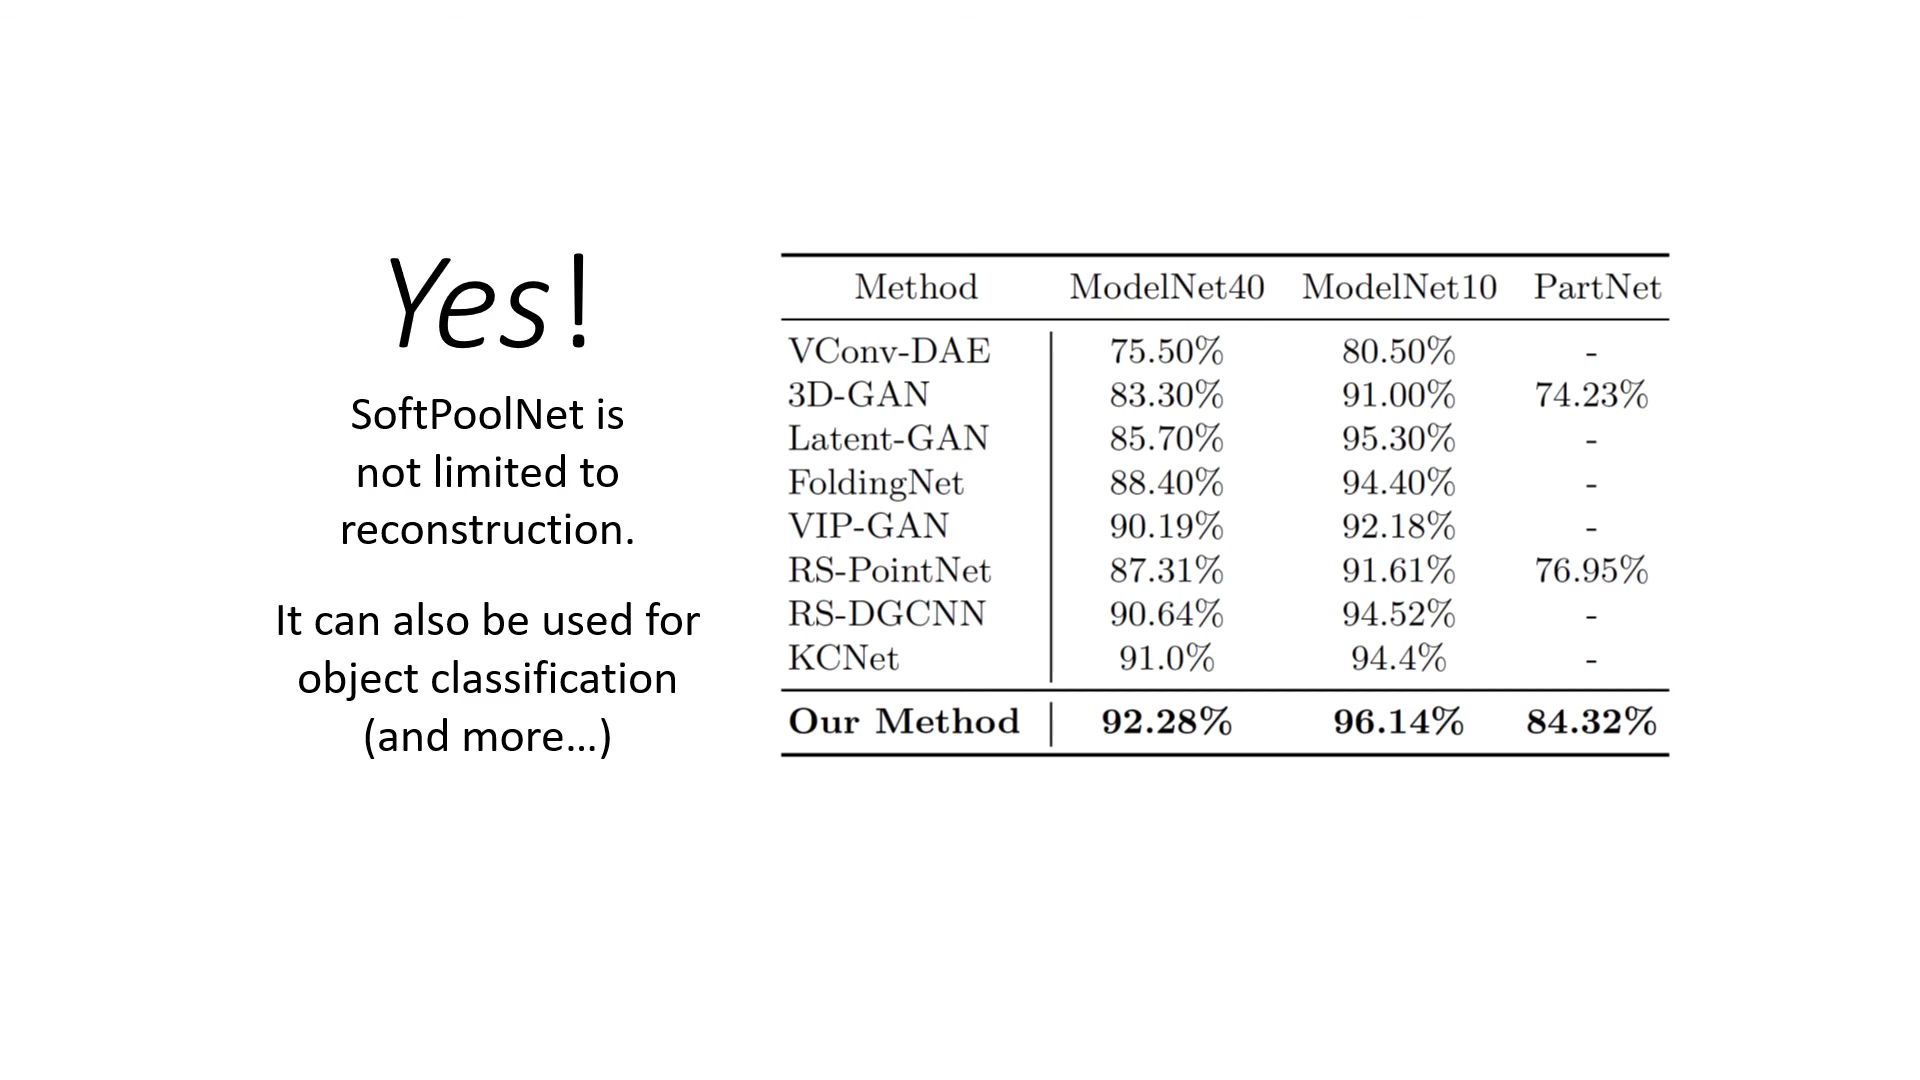 Yes!
SoftPoolNet is
not limited to
reconstruction.
It can also be used for
object classification
(and more...)
Method ModelNet40 ModelNet10 PartNet
VConv-DAE 75.50% 80.50% -
3D-GAN 83.30% 91.00% 74.23%
Latent-GAN 85.70% 95.30% -
FoldingNet 88.40% 94.40% -
VIP-GAN 90.19% 92.18% -
RS-PointNet 87.31% 91.61% 76.95%
RS-DGCNN 90.64% 94.52% -
KCNet 91.0% 94.4% -
Our Method 92.28% 96.14% 84.32%